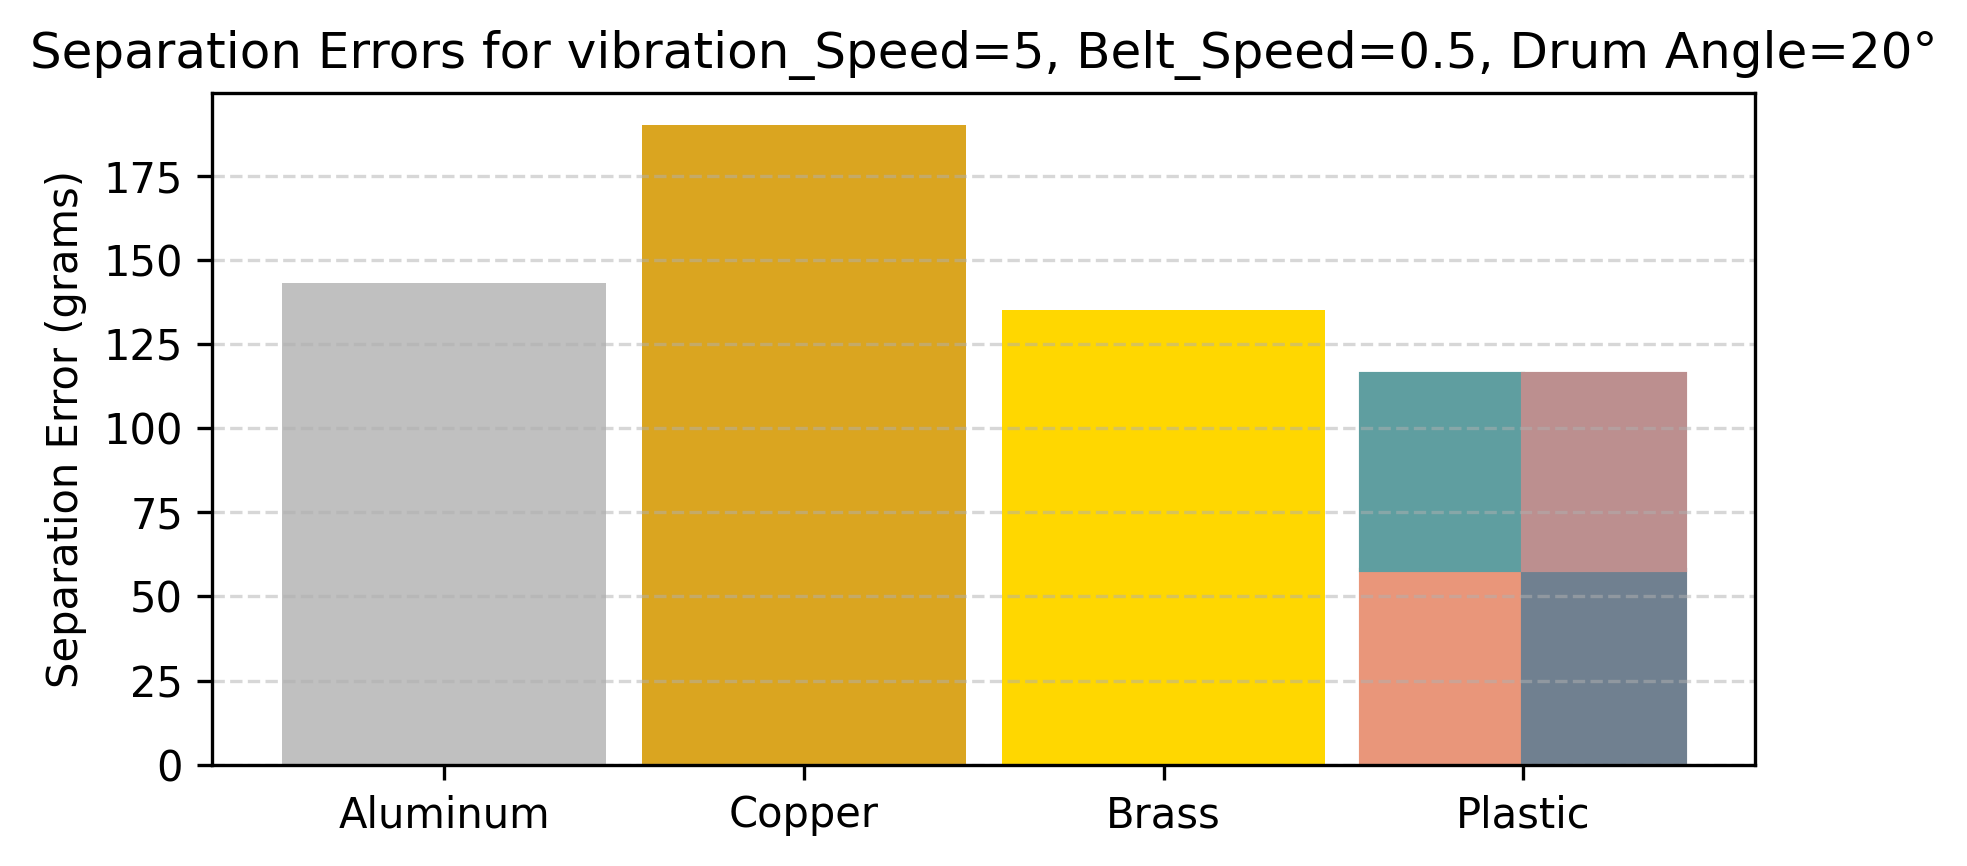 Separation Errors for vibration_Speed=5, Belt_Speed=0.5, Drum Angle=20°
Separation Error (grams)
175
150
125
100
75
50
25
0
Aluminum Copper Brass Plastic